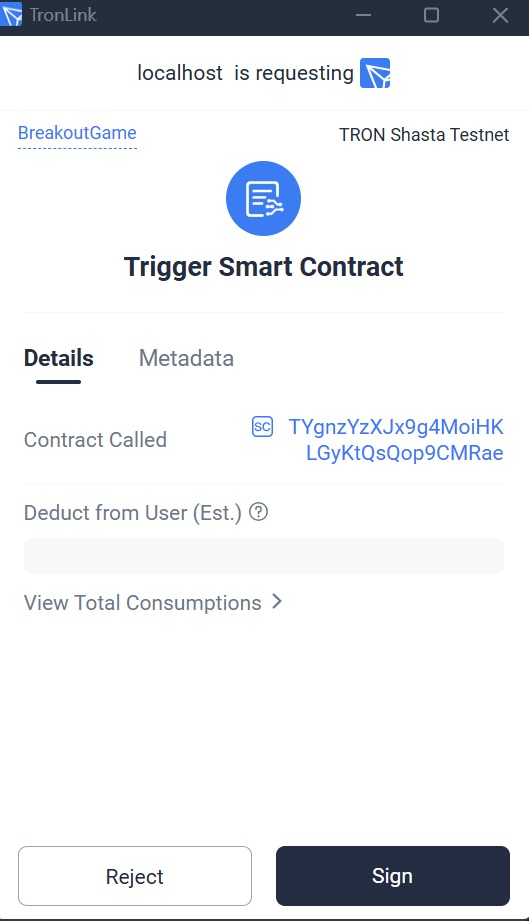 TronLink
localhost is requesting
BreakoutGame
TRON Shasta Testnet
Trigger Smart Contract
Details
Metadata
Contract Called
SC
TYgnzYzXJx9g4MoiHK
LGyKtQsQop9CMRae
Deduct from User (Est.) ?
View Total Consumptions >
Reject
Sign